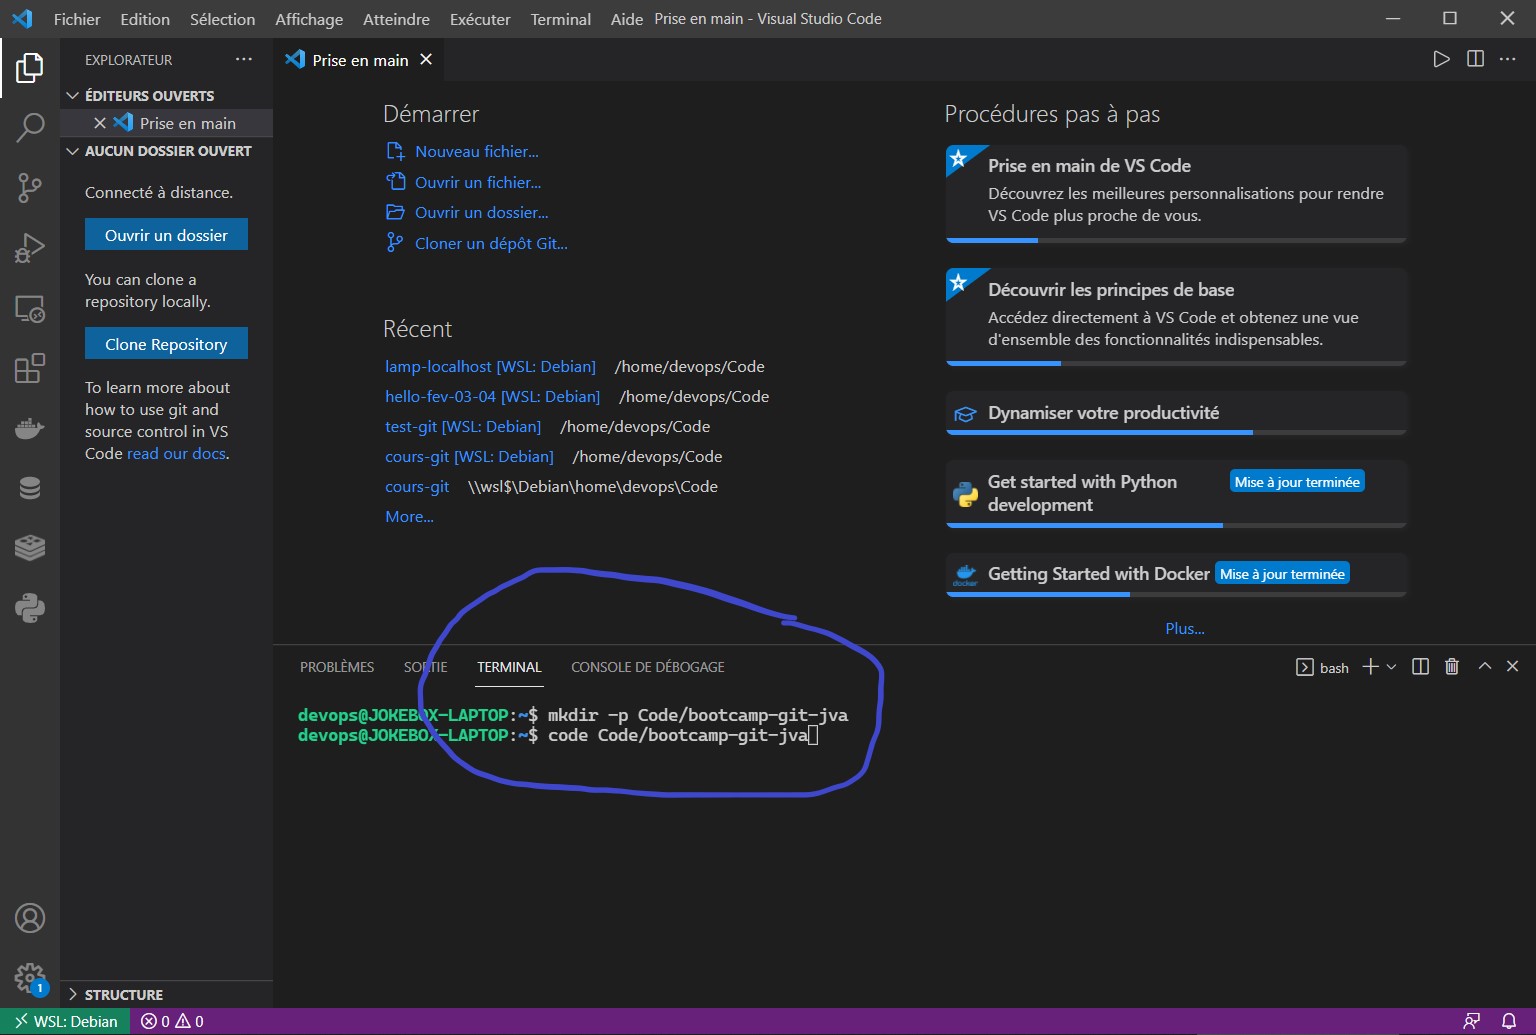 Fichier Edition Sélection Affichage Atteindre Exécuter Terminal Aide Prise en main - Visual Studio Code
EXPLORATEUR
ÉDITEURS OUVERTS
Prise en main
AUCUN DOSSIER OUVERT
Connecté à distance.
Ouvrir un dossier
You can clone a
repository locally.
Clone Repository
To learn more about
how to use git and
source control in VS
Code read our docs.
STRUCTURE
Prise en main
Démarrer
Nouveau fichier...
Ouvrir un fichier...
Ouvrir un dossier...
Cloner un dépôt Git...
Récent
lamp-localhost [WSL: Debian] /home/devops/Code
hello-fev-03-04 [WSL: Debian] /home/devops/Code
test-git [WSL: Debian] /home/devops/Code
cours-git [WSL: Debian] /home/devops/Code
cours-git \\wsl$\Debian\home\devops\Code
More...
Procédures pas à pas
Prise en main de VS Code
Découvrez les meilleures personnalisations pour rendre
VS Code plus proche de vous.
Découvrir les principes de base
Accédez directement à VS Code et obtenez une vue
d'ensemble des fonctionnalités indispensables.
Dynamiser votre productivité
Get started with Python Mise à jour terminée
development
docker
Getting Started with Docker Mise à jour terminée
Plus...
PROBLÈMES SORTIE TERMINAL CONSOLE DE DÉBOGAGE bash
devops@JOKEBOX-LAPTOP:~$ mkdir -p Code/bootcamp-git-jva
devops@JOKEBOX-LAPTOP:~$ code Code/bootcamp-git-jva
1
WSL: Debian 0 0